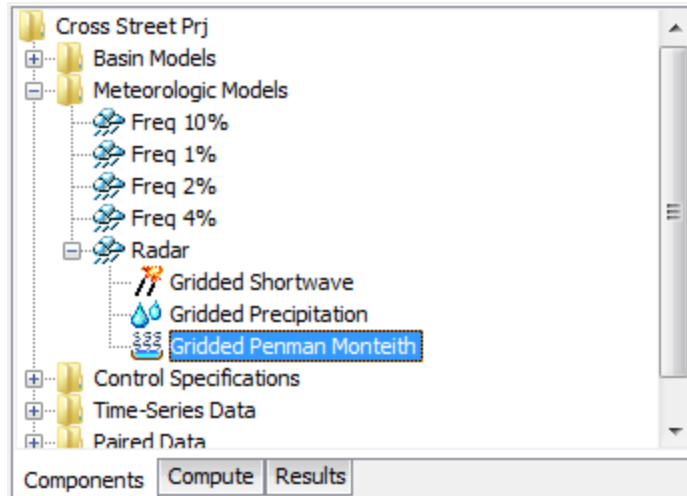 Cross Street Prj
Basin Models
Meteorologic Models
Freq 10%
Freq 1%
Freq 2%
Freq 4%
Radar
Gridded Shortwave
Gridded Precipitation
Gridded Penman Monteith
Control Specifications
Time-Series Data
Paired Data
Components Compute Results